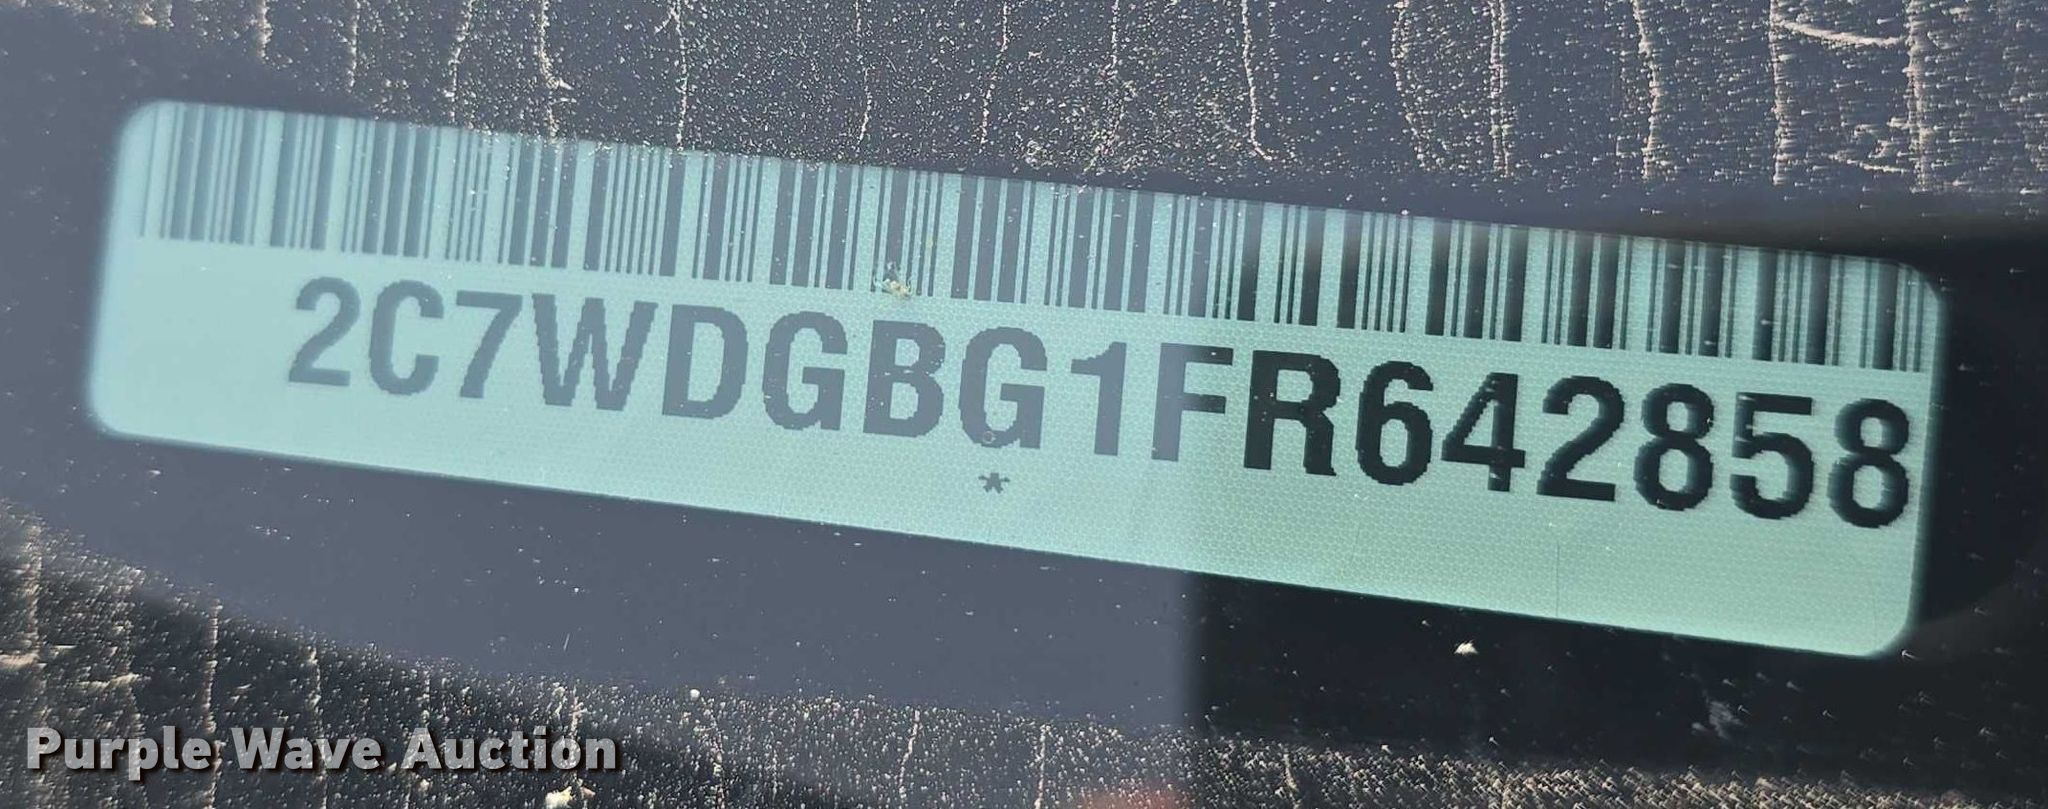 2C7WDGBG1FR642858
*
Purple Wave Auction